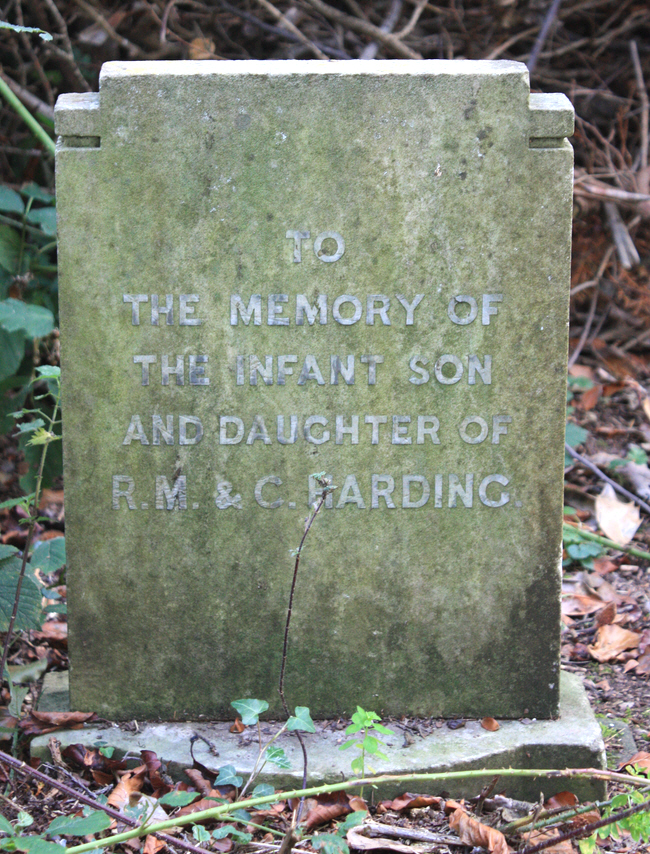 TO
THE MEMORY OF
THE INFANT SON
AND DAUGHTER OF
R.M. & C. HARDING.